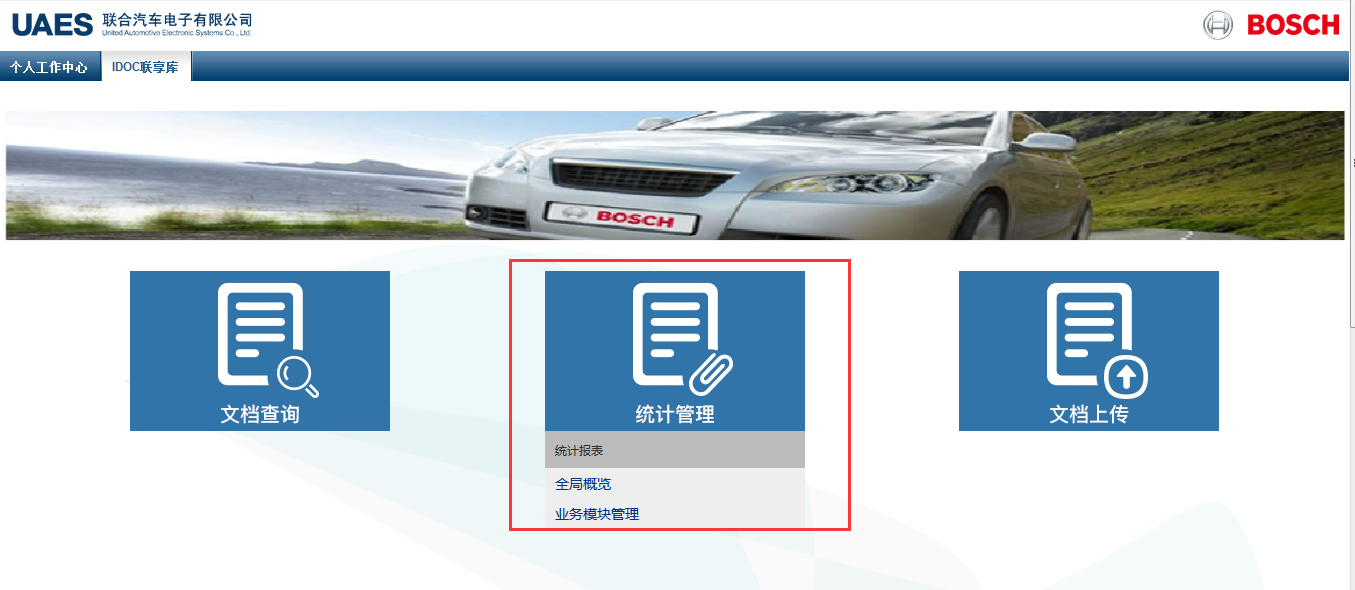 UAES 联合汽车电子有限公司
United Automotive Electronic Systems Co., Ltd.
BOSCH
个人工作中心 IDOC联享库
BOSCH
文档查询 统计管理 文档上传
统计报表
全局概览
业务模块管理